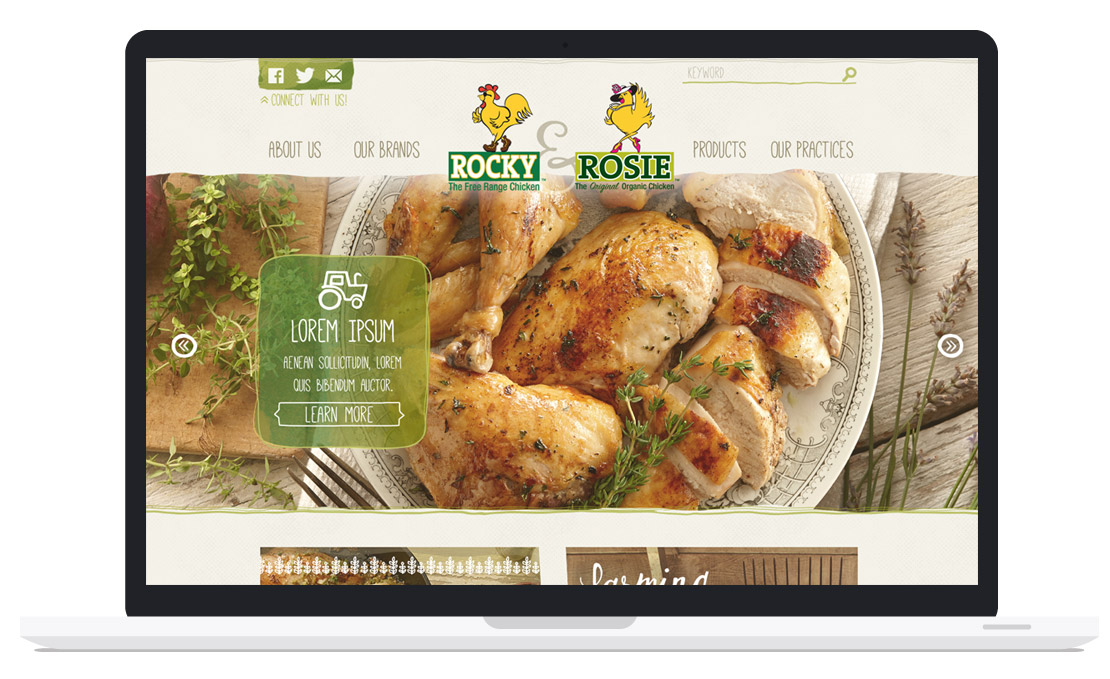 KEYWORD
CONNECT WITH US!
ABOUT US
OUR BRANDS
&
PRODUCTS
OUR PRACTICES
ROCKY
The Free Range Chicken
ROSIE
The Original Organic Chicken
LOREM IPSUM
AENEAN SOLLICITUDIN, LOREM
QUIS BIBENDUM AUCTOR.
LEARN MORE
farming